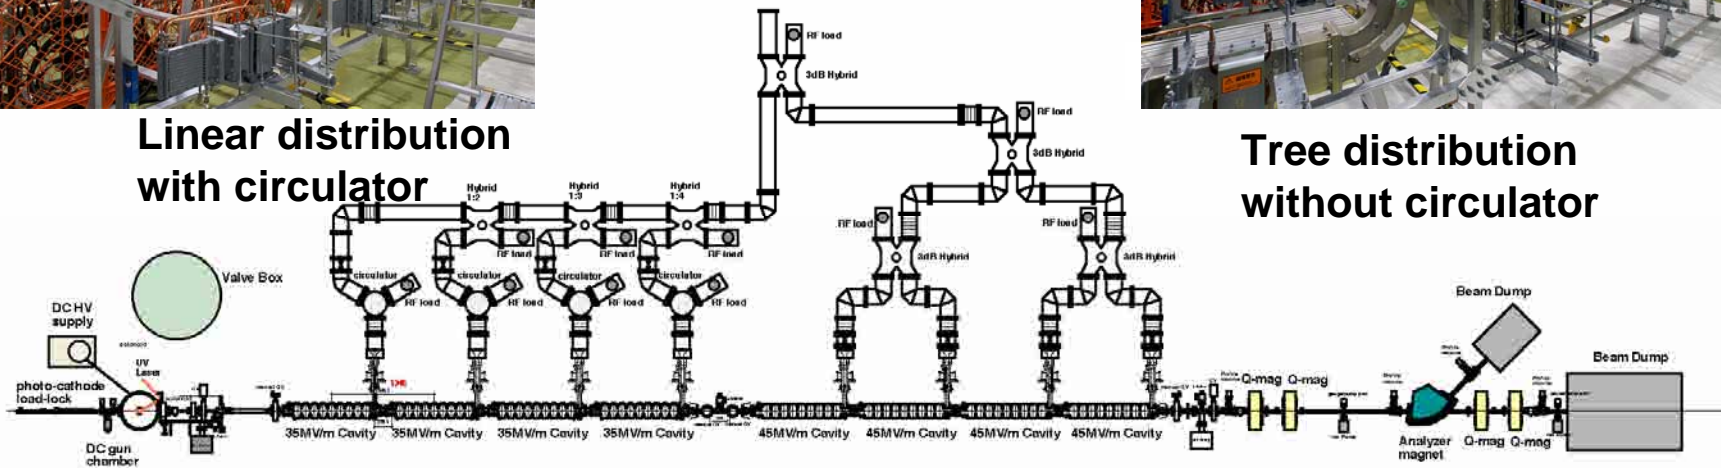 RF load
3dB Hybrid
RF load
3dB Hybrid
Linear distribution
with circulator
Tree distribution
without circulator
Hybrid
1:2
Hybrid
1:3
Hybrid
1:4
RF load
RF load
RF load
RF load
RF load
3dB Hybrid
3dB Hybrid
circulator
circulator
circulator
circulator
RF load
RF load
RF load
RF load
Valve Box
DC HV
supply
UV
Laser
photo-cathode
load-lock
DC gun
chamber
35MV/m Cavity
35MV/m Cavity
35MV/m Cavity
35MV/m Cavity
45MV/m Cavity
45MV/m Cavity
45MV/m Cavity
45MV/m Cavity
Q-mag
Q-mag
Beam Dump
Beam Dump
Analyzer
magnet
Q-mag
Q-mag